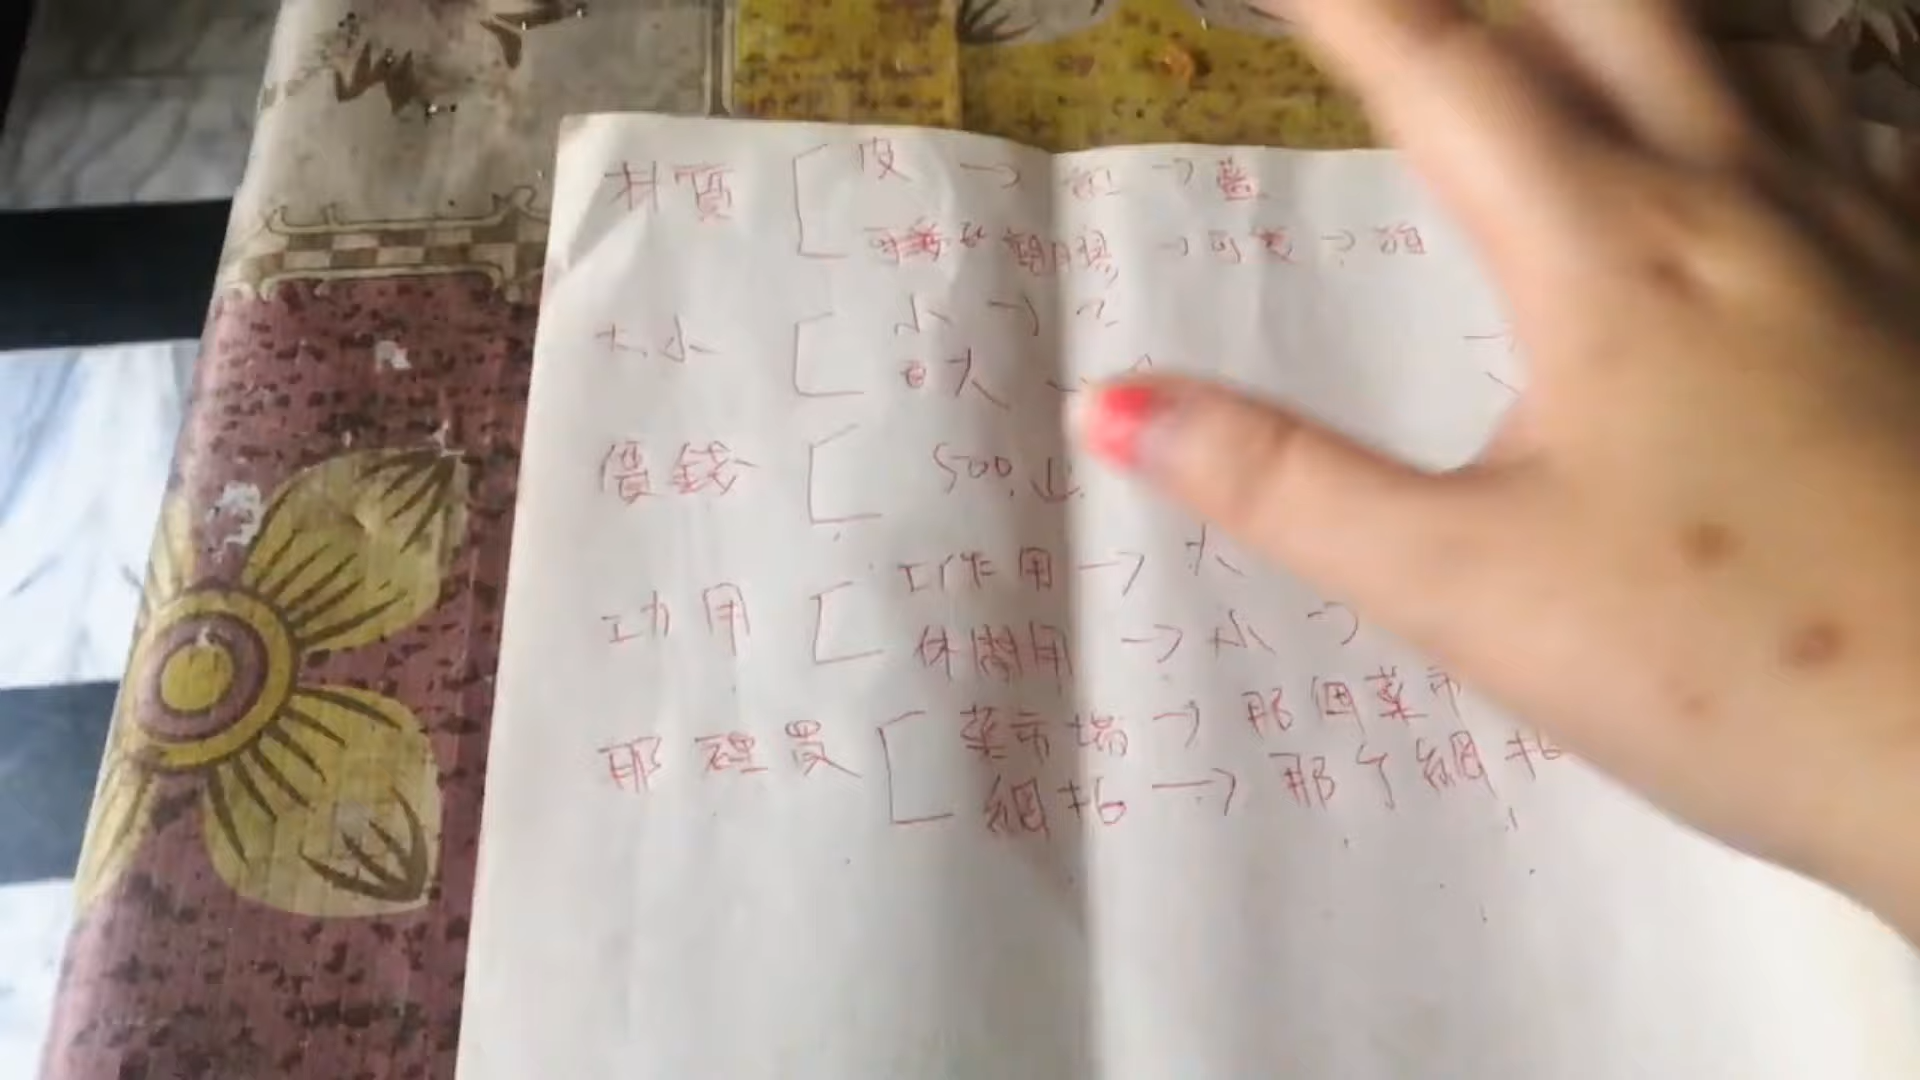 材質 皮 → 紅 → 藍
塑膠 → 可愛 →
大小 小 →
大
價錢 500
功用 工作用 → 大
休閒用 → 小 →
那裡買 菜市場 → 那個菜市
網拍 → 那个網拍